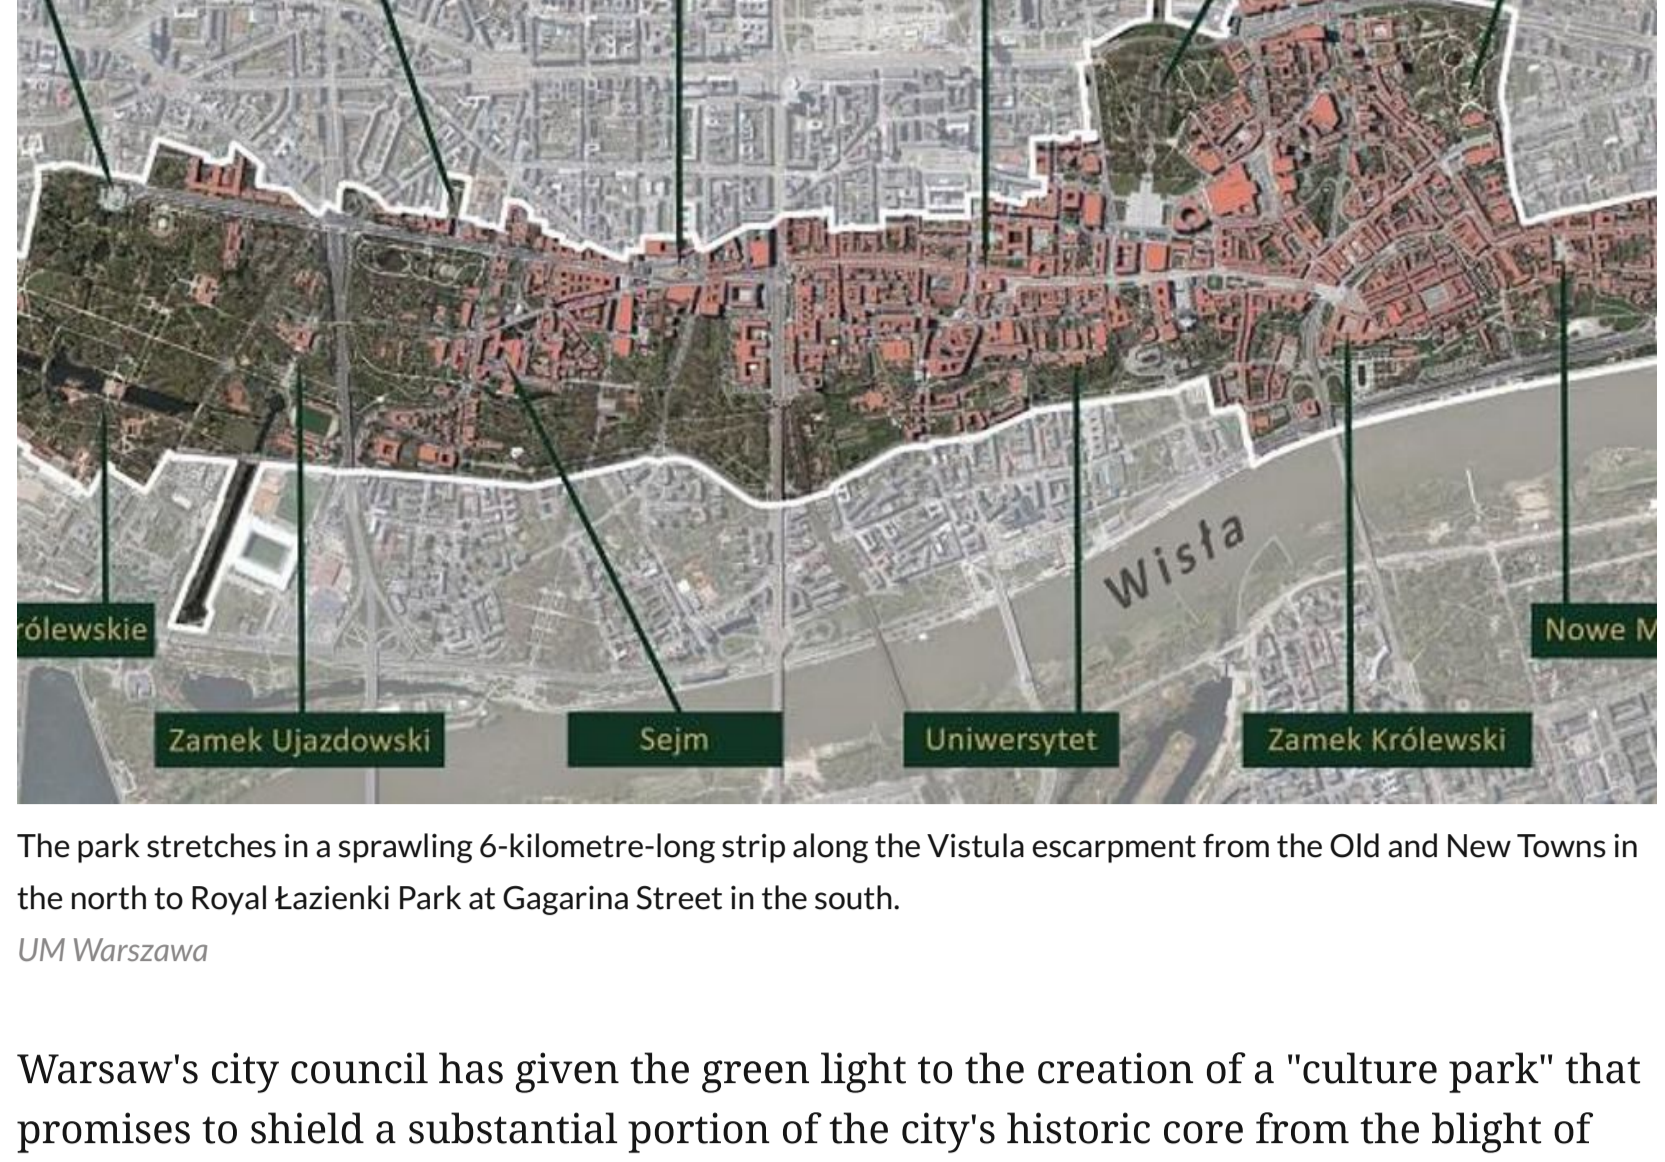 Wisła
rólewskie
Nowe M
Zamek Ujazdowski
Sejm
Uniwersytet
Zamek Królewski
The park stretches in a sprawling 6-kilometre-long strip along the Vistula escarpment from the Old and New Towns in
the north to Royal Łazienki Park at Gagarina Street in the south.
UM Warszawa
Warsaw's city council has given the green light to the creation of a "culture park" that
promises to shield a substantial portion of the city's historic core from the blight of